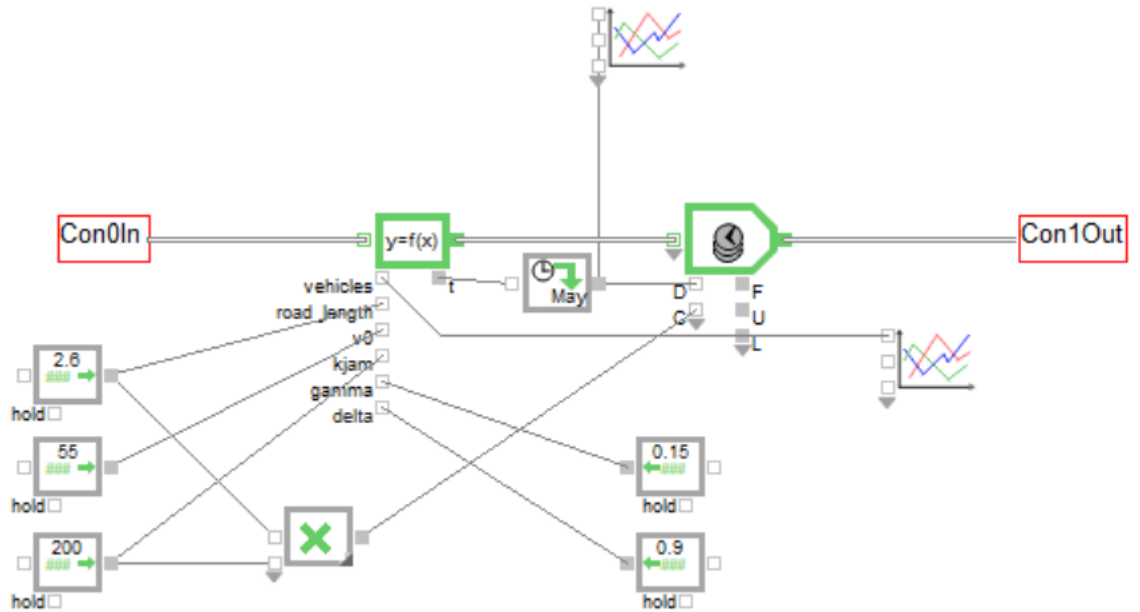 Con0In
y=f(x)
Con1Out
vehicles
t
May
D
F
road_length
C
U
v0
L
kjam
gamma
delta
2.6
###
hold
55
###
hold
200
###
hold
0.15
###
hold
0.9
###
hold